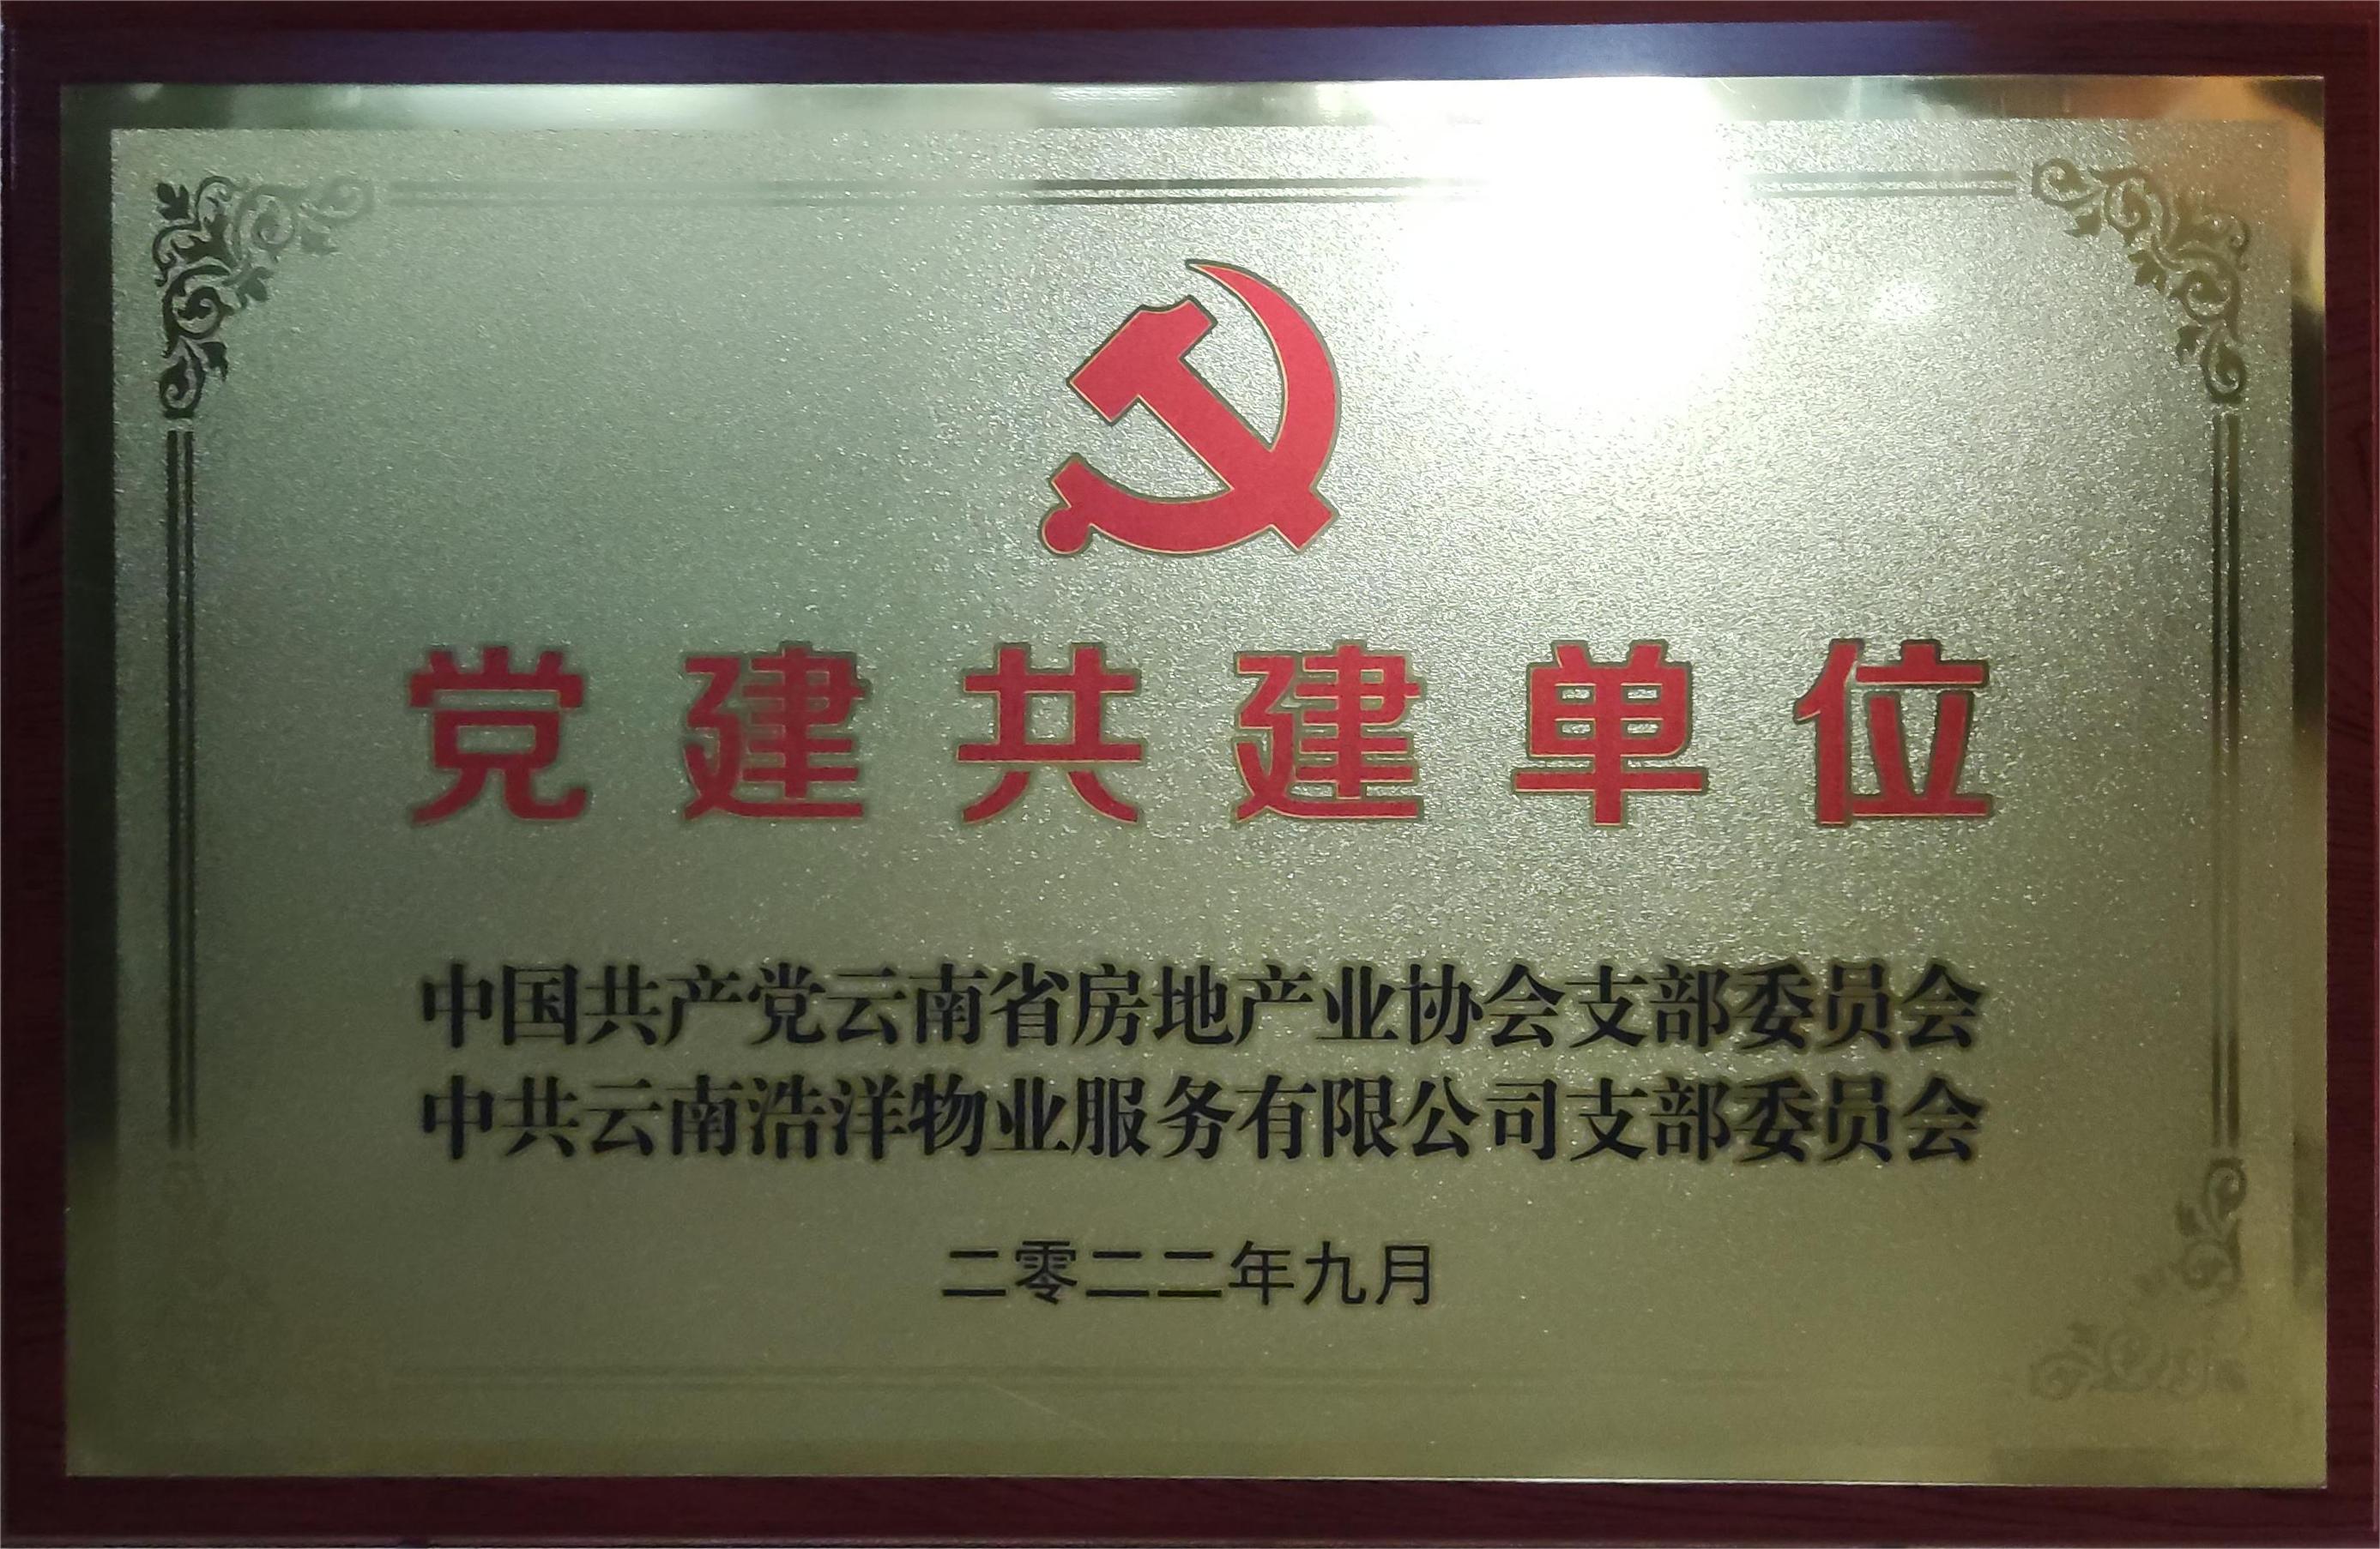 党建共建单位
中国共产党云南省房地产业协会支部委员会
中共云南浩洋物业服务有限公司支部委员会
二零二二年九月